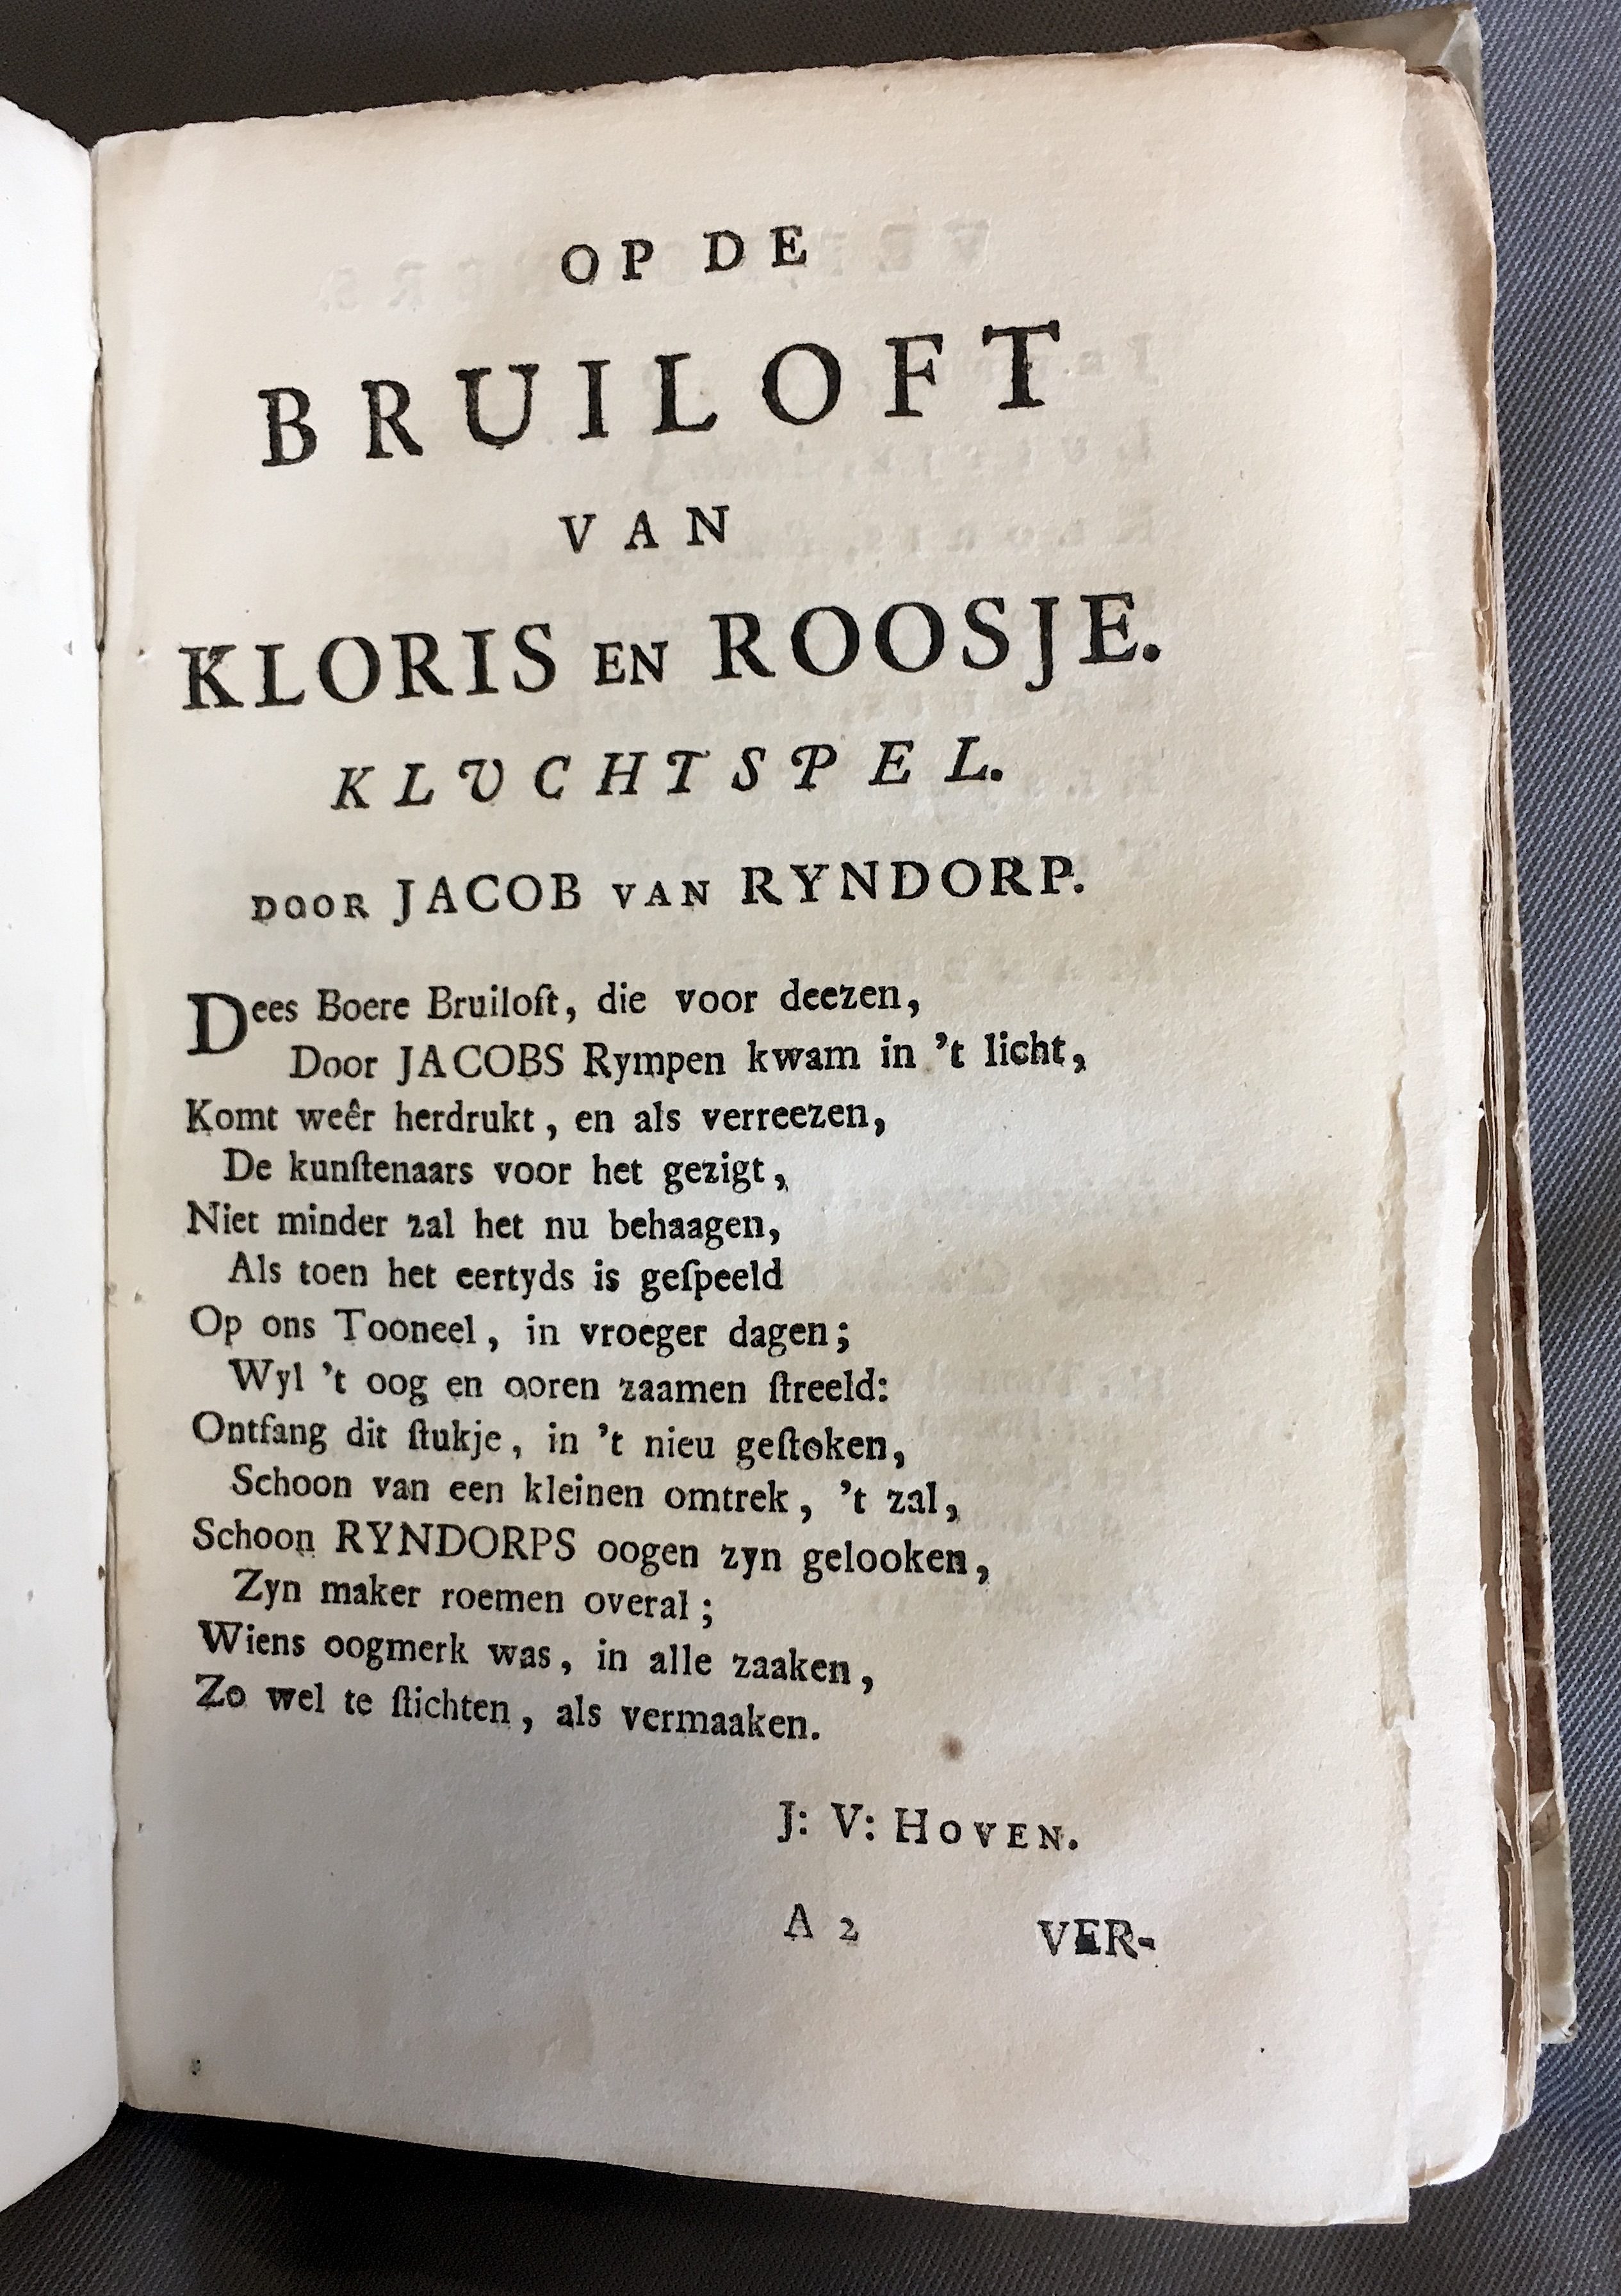 OP DE
BRUILOFT
VAN
KLORIS EN ROOSJE.
KLUCHTSPEL.
DOOR JACOB VAN RYNDORP.
Dees Boere Bruiloft, die voor deezen,
Door JACOBS Rympen kwam in 't licht,
Komt weêr herdrukt, en als verreezen,
De kunſtenaars voor het gezigt,
Niet minder zal het nu behaagen,
Als toen het eertyds is geſpeeld
Op ons Tooneel, in vroeger dagen;
Wyl 't oog en ooren zaamen ſtreeld:
Ontfang dit ſtukje, in 't nieu geſtoken,
Schoon van een kleinen omtrek, 't zal,
Schoon RYNDORPS oogen zyn gelooken,
Zyn maker roemen overal;
Wiens oogmerk was, in alle zaaken,
Zo wel te ſtichten, als vermaaken.
J: V: HOVEN.
A 2 VER-